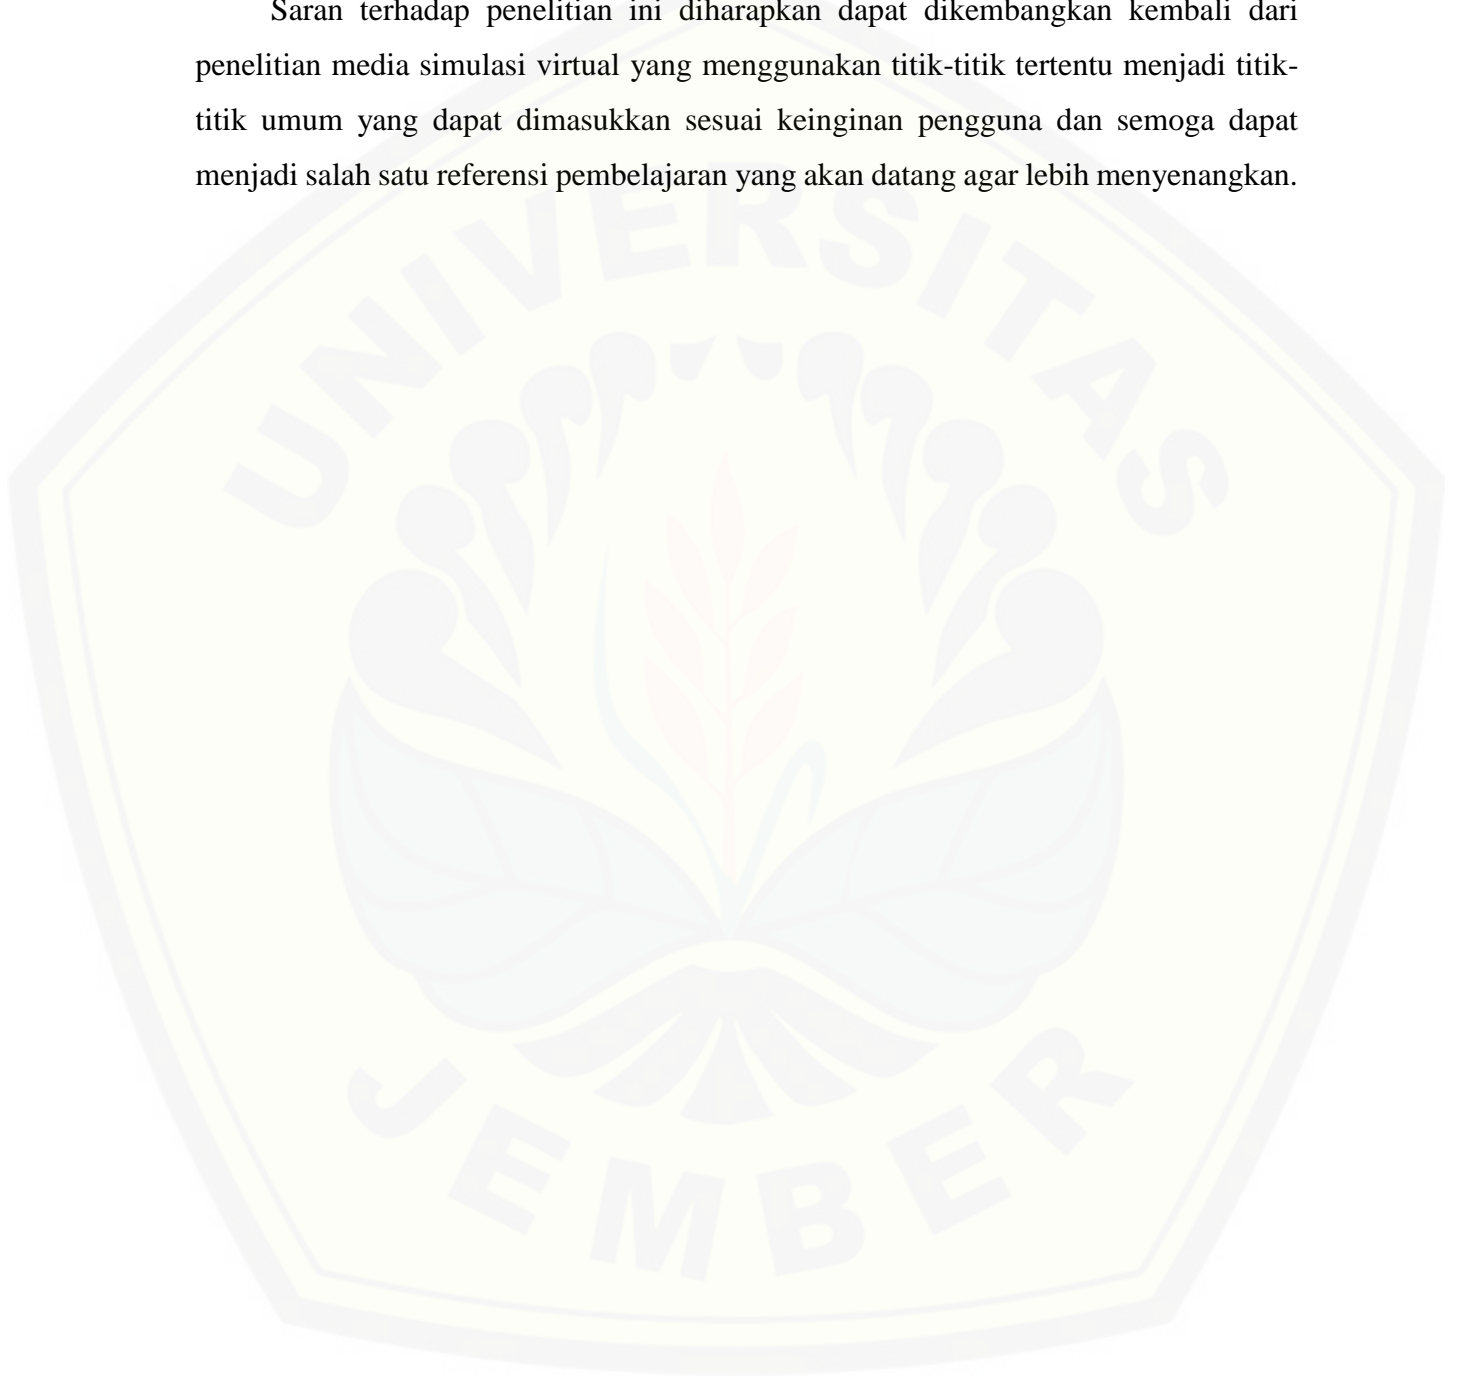 Saran terhadap penelitian ini diharapkan dapat dikembangkan kembali dari
penelitian media simulasi virtual yang menggunakan titik-titik tertentu menjadi titik-
titik umum yang dapat dimasukkan sesuai keinginan pengguna dan semoga dapat
menjadi salah satu referensi pembelajaran yang akan datang agar lebih menyenangkan.
UNIVERSITAS
JEMBER